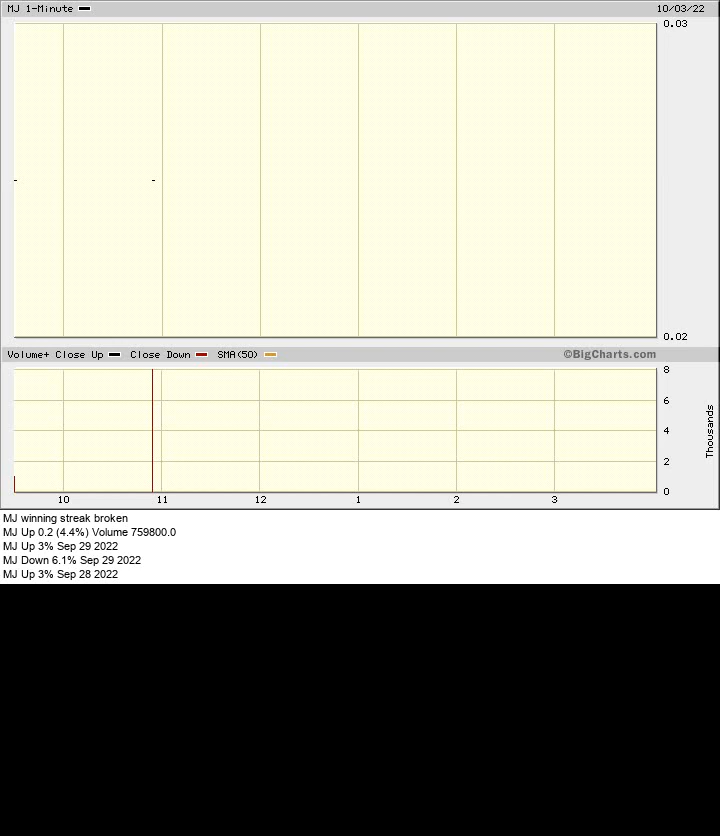 MJ 1-Minute 10/03/22
0.03
0.02
Volume+ Close Up Close Down SMA(50) ©BigCharts.com
8
6
4
2
0
Thousands
10 11 12 1 2 3
MJ winning streak broken
MJ Up 0.2 (4.4%) Volume 759800.0
MJ Up 3% Sep 29 2022
MJ Down 6.1% Sep 29 2022
MJ Up 3% Sep 28 2022